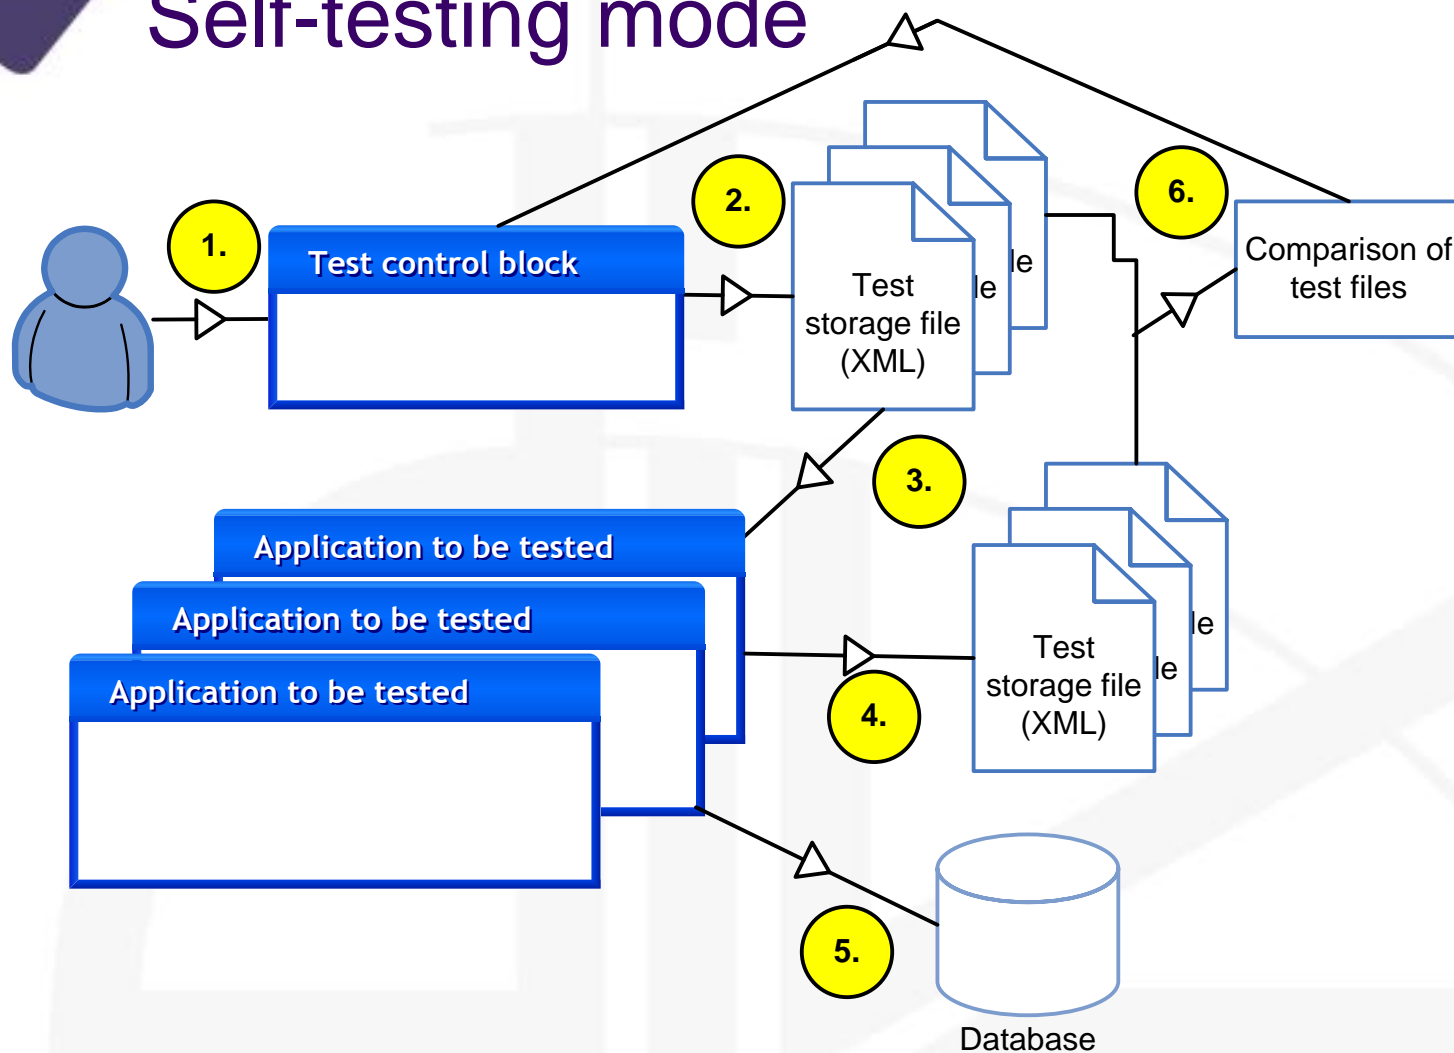 Self-testing mode
1.
Test control block
2.
Test
storage file
(XML)
le
le
6.
Comparison of
test files
3.
Application to be tested
Application to be tested
Application to be tested
4.
Test
storage file
(XML)
le
le
5.
Database